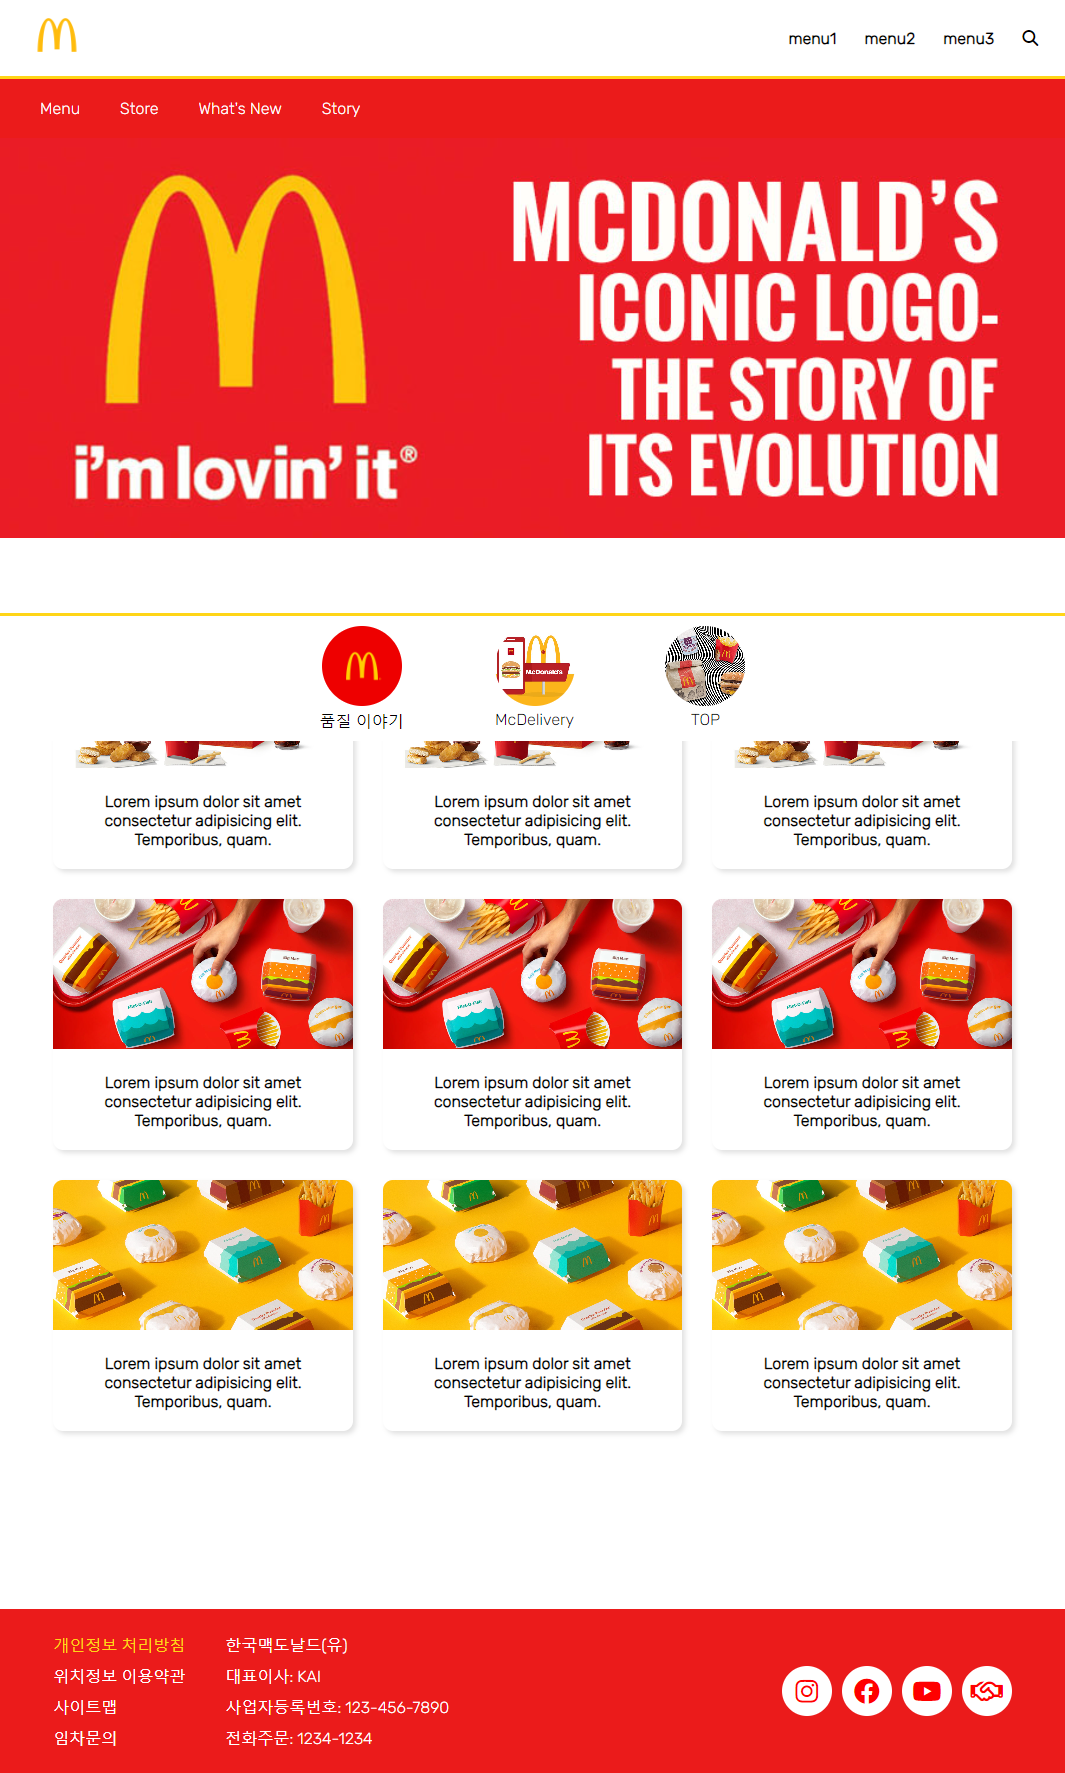 menu1 menu2 menu3
Menu Store What's New Story
MCDONALD'S
ICONIC LOGO-
THE STORY OF
ITS EVOLUTION
i'm lovin' it®
McDonald's
품질 이야기 McDelivery TOP
Lorem ipsum dolor sit amet
consectetur adipisicing elit.
Temporibus, quam.
Lorem ipsum dolor sit amet
consectetur adipisicing elit.
Temporibus, quam.
Lorem ipsum dolor sit amet
consectetur adipisicing elit.
Temporibus, quam.
Lorem ipsum dolor sit amet
consectetur adipisicing elit.
Temporibus, quam.
Lorem ipsum dolor sit amet
consectetur adipisicing elit.
Temporibus, quam.
Lorem ipsum dolor sit amet
consectetur adipisicing elit.
Temporibus, quam.
Lorem ipsum dolor sit amet
consectetur adipisicing elit.
Temporibus, quam.
Lorem ipsum dolor sit amet
consectetur adipisicing elit.
Temporibus, quam.
Lorem ipsum dolor sit amet
consectetur adipisicing elit.
Temporibus, quam.
개인정보 처리방침
위치정보 이용약관
사이트맵
임차문의
한국맥도날드(유)
대표이사: KAI
사업자등록번호: 123-456-7890
전화주문: 1234-1234